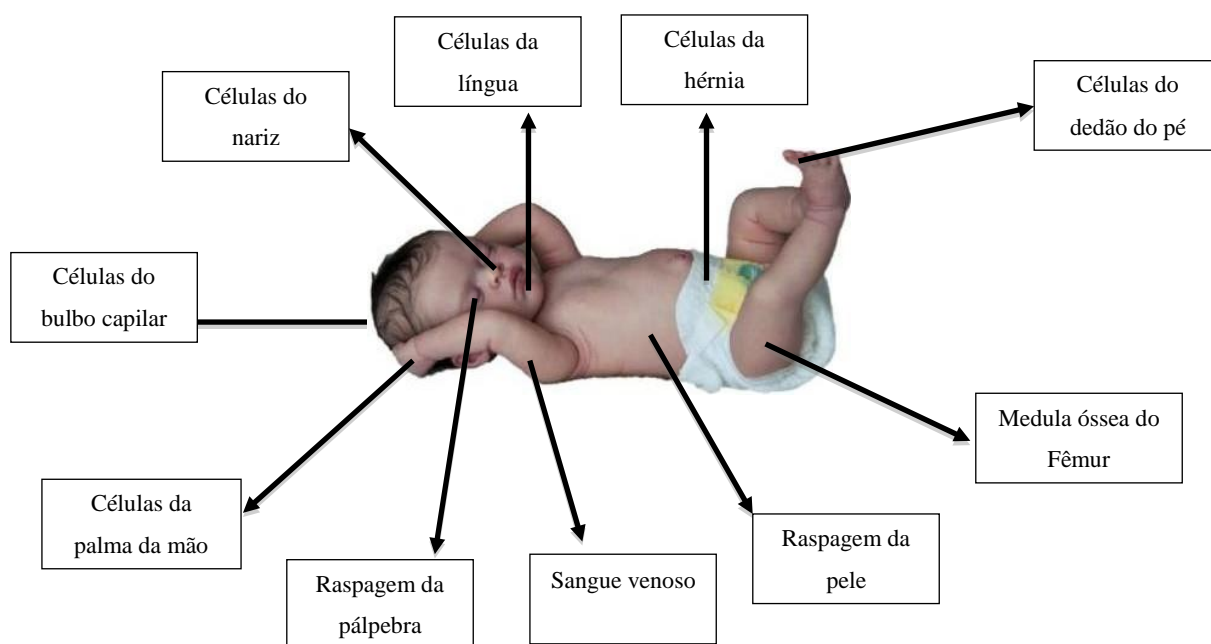 Células da
língua
Células da
hérnia
Células do
nariz
Células do
dedão do pé
Células do
bulbo capilar
Medula óssea do
Fêmur
Células da
palma da mão
Raspagem da
pálpebra
Sangue venoso
Raspagem da
pele